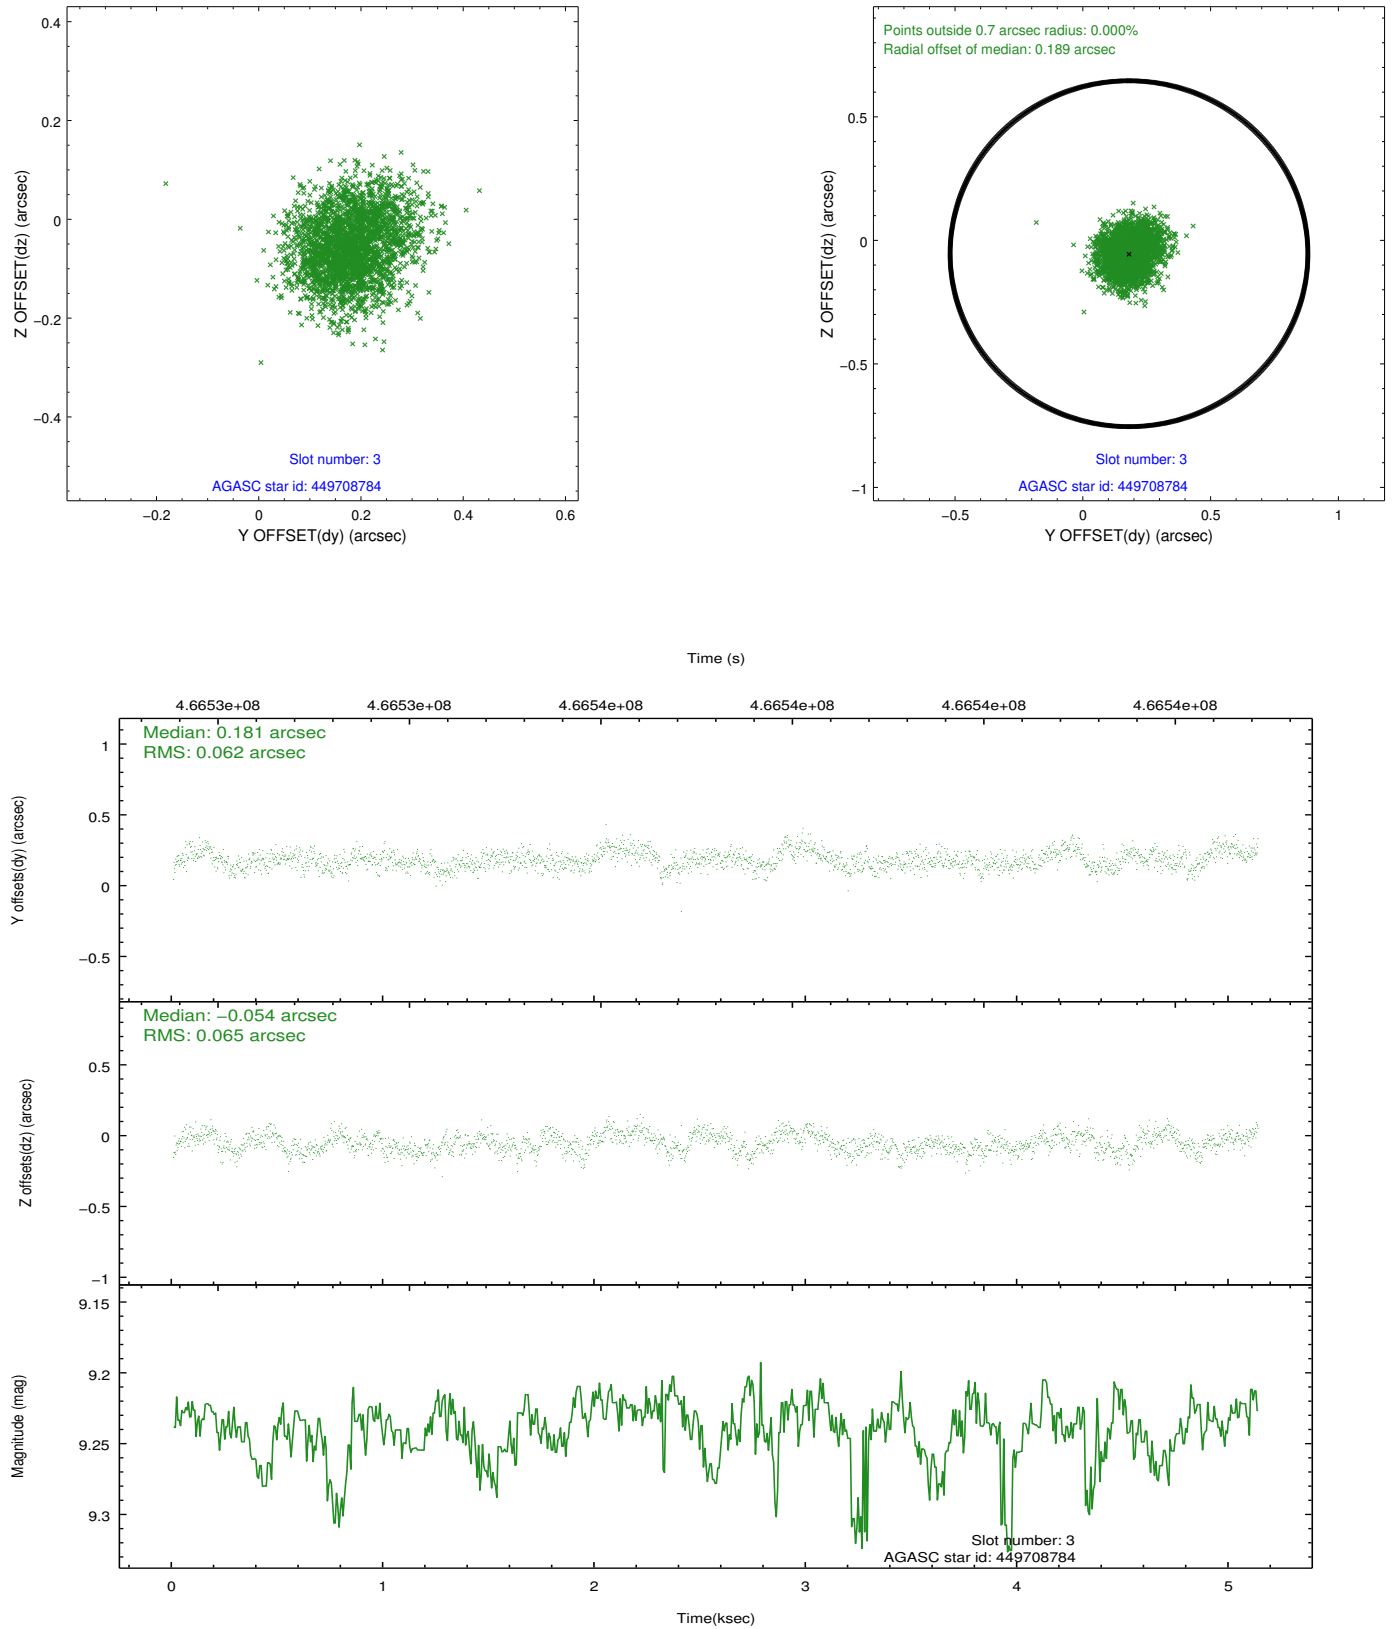 0.4
0.2
0
−0.2
−0.4
Z OFFSET(dz) (arcsec)
Slot number: 3
AGASC star id: 449708784
−0.2 0 0.2 0.4 0.6
Y OFFSET(dy) (arcsec)
Points outside 0.7 arcsec radius: 0.000%
Radial offset of median: 0.189 arcsec
0.5
0
−0.5
−1
Z OFFSET(dz) (arcsec)
Slot number: 3
AGASC star id: 449708784
−0.5 0 0.5 1
Y OFFSET(dy) (arcsec)
Time (s)
4.6653e+08 4.6653e+08 4.6654e+08 4.6654e+08 4.6654e+08 4.6654e+08
Median: 0.181 arcsec
RMS: 0.062 arcsec
1
0.5
0
−0.5
Y offsets(dy) (arcsec)
Median: −0.054 arcsec
RMS: 0.065 arcsec
0.5
0
−0.5
−1
Z offsets(dz) (arcsec)
9.15
9.2
9.25
9.3
Magnitude (mag)
Slot number: 3
AGASC star id: 449708784
0 1 2 3 4 5
Time(ksec)